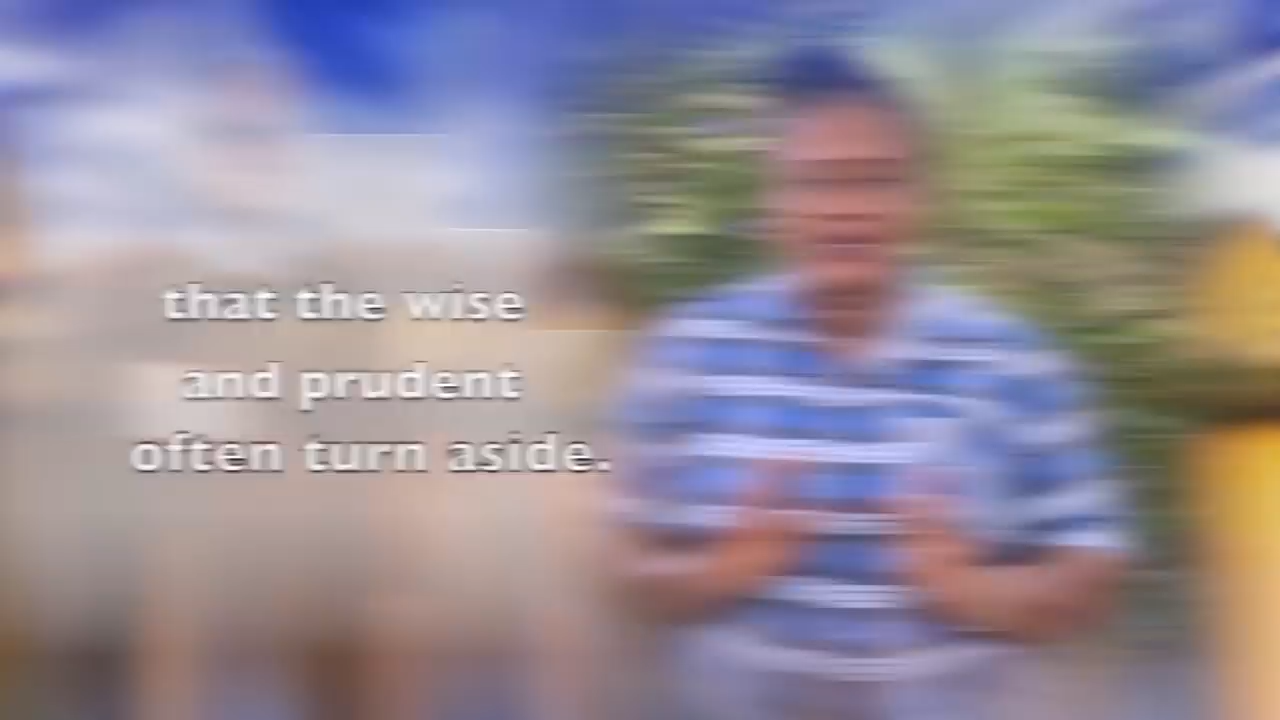 that the wise
and prudent
often turn aside.